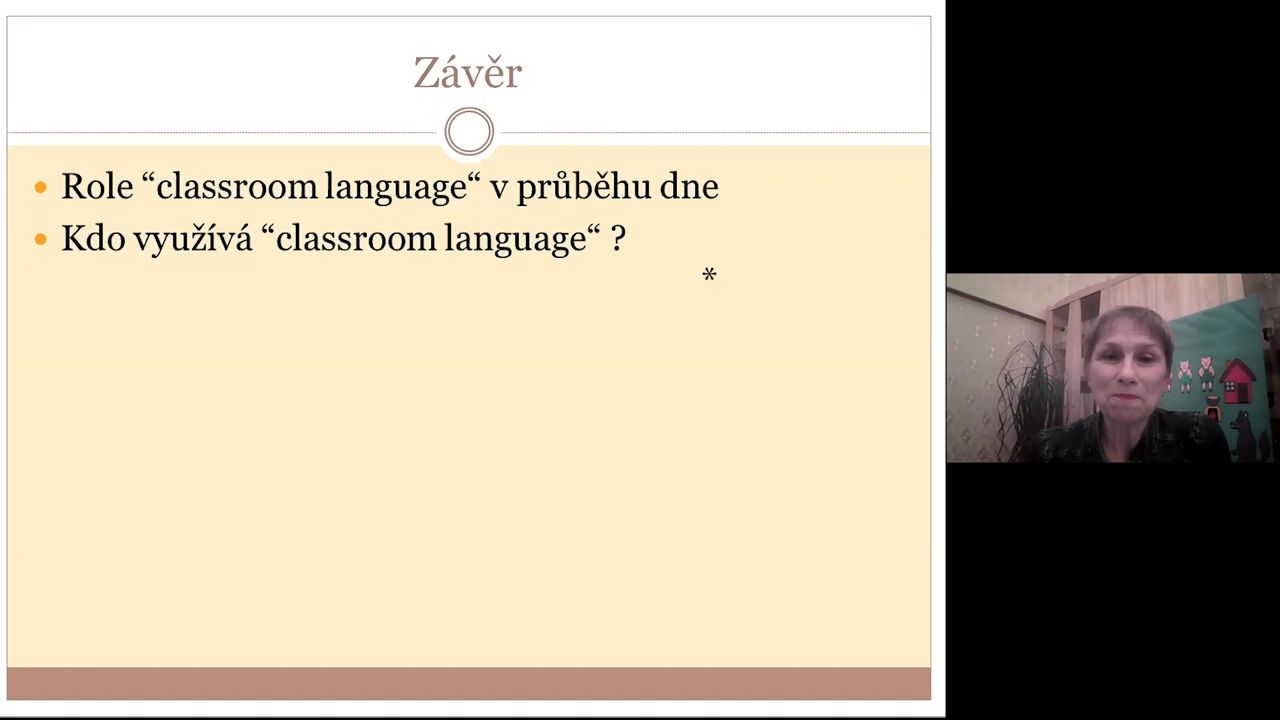 Závěr
Role “classroom language“ v průběhu dne
Kdo využívá “classroom language“ ?
*